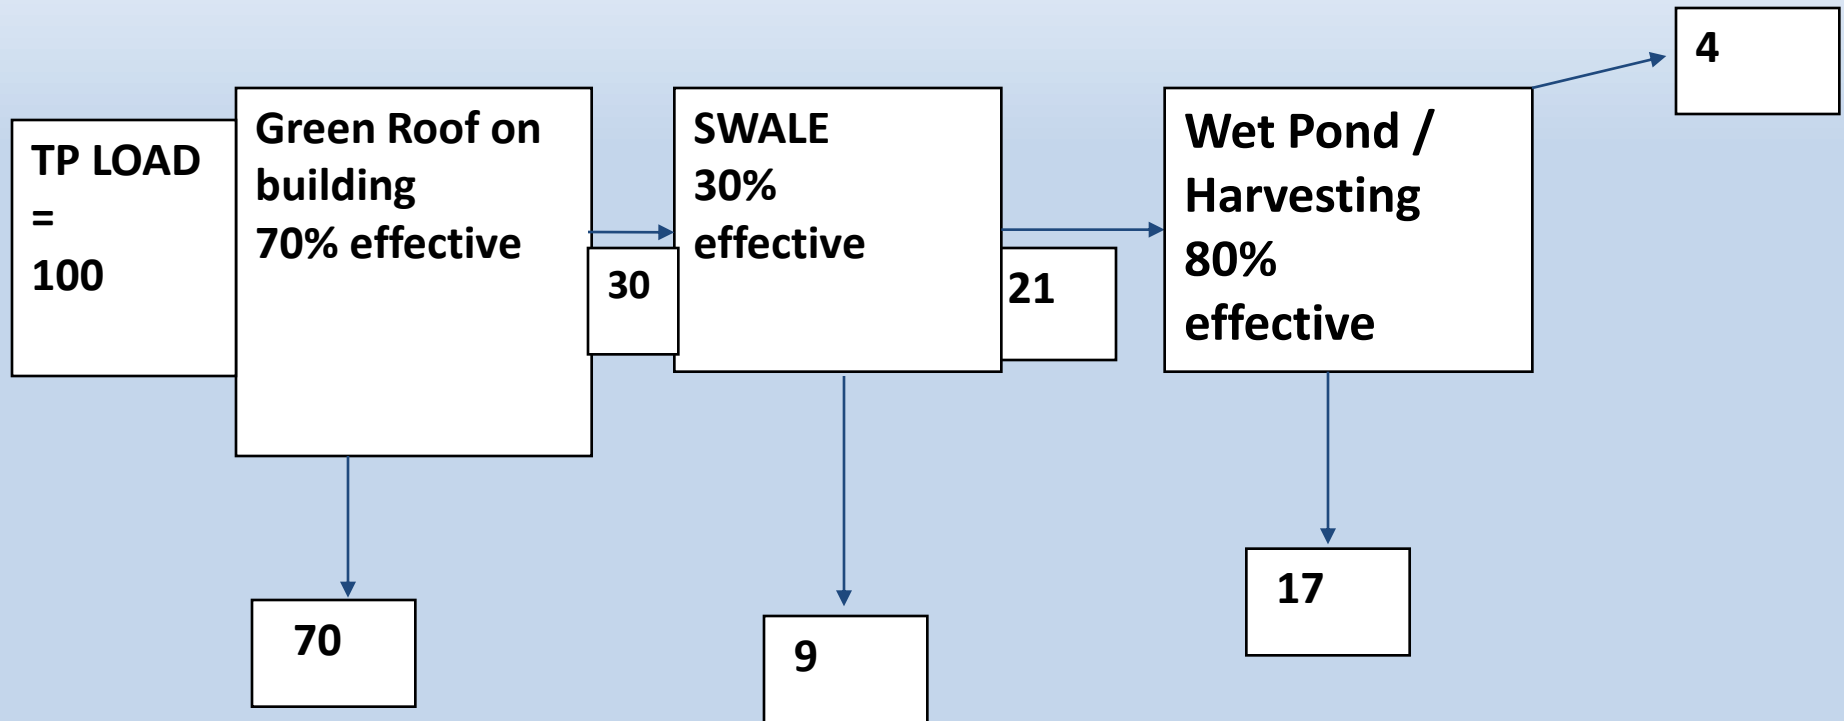 4
TP LOAD
=
100
Green Roof on
building
70% effective
30
SWALE
30%
effective
21
Wet Pond /
Harvesting
80%
effective
70
9
17